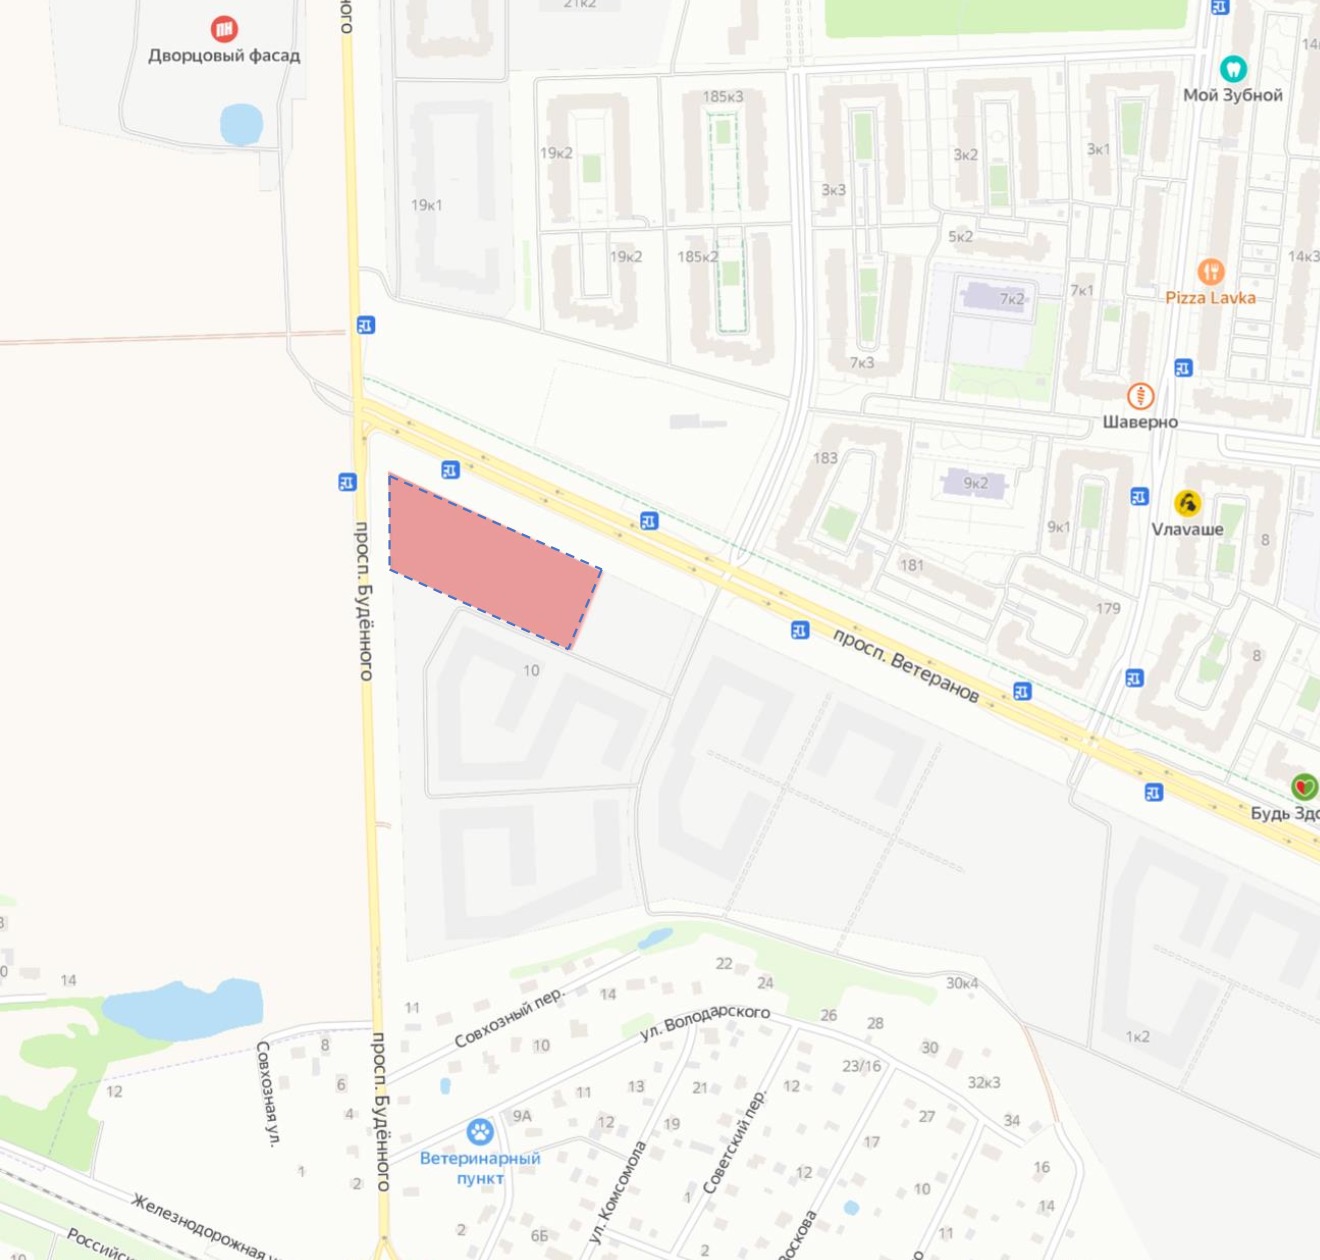 21к2
ного
Дворцовый фасад
185к3
Мой Зубной
19к2
3к2
3к1
3к3
19к1
5к2
19к2
185к2
14к3
7к2
7к1
Pizza Lavka
7к3
Шаверно
183
9к2
9к1
Vлаvаше
8
просп. Будённого
181
179
просп. Ветеранов
8
10
Будь Здо
14
22
24
30к4
11
14
Совхозный пер.
ул. Володарского
26
28
1к2
8
10
30
Совхозная ул.
просп. Будённого
6
12
11
13
21
12
23/16
32к3
4
9А
12
19
27
34
Ветеринарный
пункт
17
1
2
ул. Комсомола
Советский пер.
12
10
16
1
14
Железнодорожная у
2
6Б
2
11
Российс